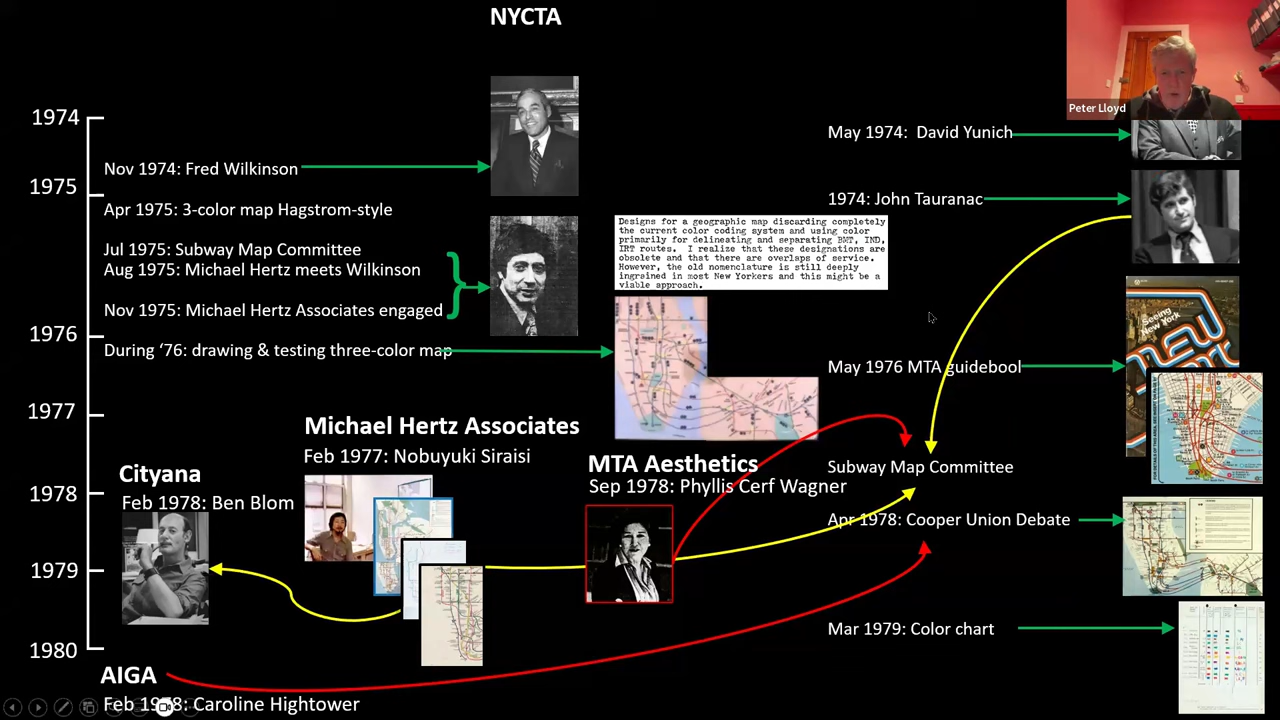 NYCTA
Peter Lloyd
1974
1975
1976
1977
1978
1979
1980
Nov 1974: Fred Wilkinson
Apr 1975: 3-color map Hagstrom-style
Jul 1975: Subway Map Committee
Aug 1975: Michael Hertz meets Wilkinson
Nov 1975: Michael Hertz Associates engaged
During ‘76: drawing & testing three-color map
Designs for a geographic map discarding completely
the current color coding system and using color
primarily for delineating and separating BMT, IND,
IRT routes. I realize that these designations are
obsolete and that there are overlaps of service.
However, the old nomenclature is still deeply
ingrained in most New Yorkers and this might be a
viable approach.
May 1974: David Yunich
1974: John Tauranac
May 1976 MTA guidebool
Seeing
New York
Michael Hertz Associates
Feb 1977: Nobuyuki Siraisi
Cityana
Feb 1978: Ben Blom
MTA Aesthetics
Sep 1978: Phyllis Cerf Wagner
Subway Map Committee
Apr 1978: Cooper Union Debate
Mar 1979: Color chart
AIGA
Feb 1978: Caroline Hightower